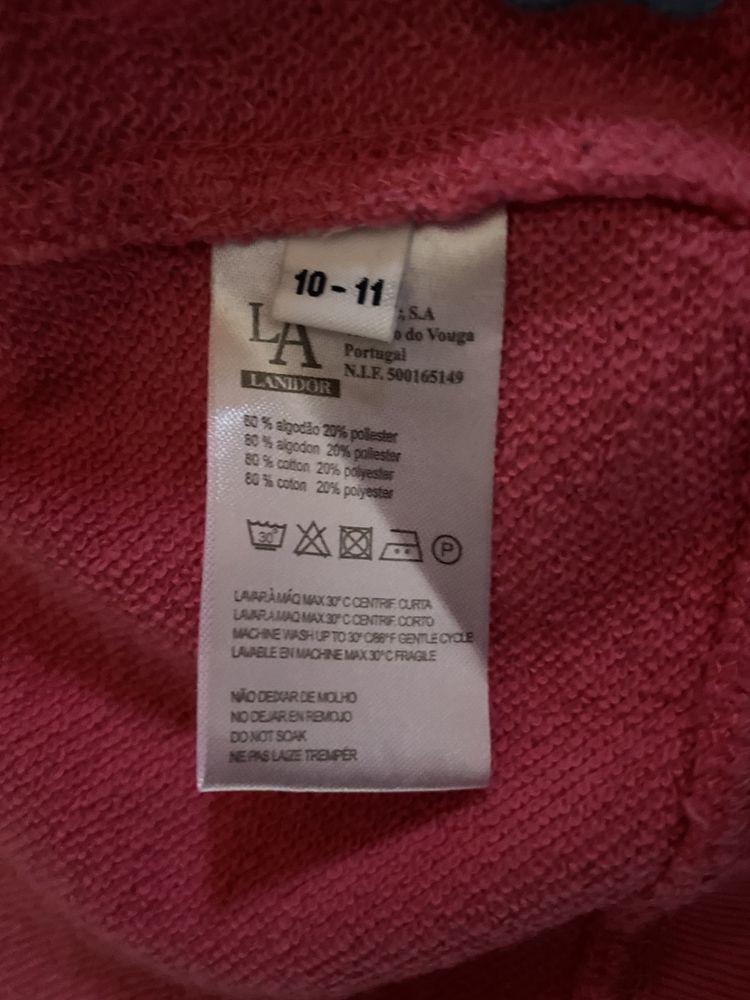 10 - 11
LA
LANIDOR
, S.A
o do Vouga
Portugal
N.I.F. 500165149
80 % algodão 20% poliester
80 % algodon 20% poliester
80 % cotton 20% polyester
80 % coton 20% polyester
30°
P
LAVAR À MÁQ MAX 30° C CENTRIF. CURTA
LAVAR A MAQ MAX 30° C CENTRIF. CORTO
MACHINE WASH UP TO 30° C/86°F GENTLE CYCLE
LAVABLE EN MACHINE MAX 30°C FRAGILE
NÃO DEIXAR DE MOLHO
NO DEJAR EN REMOJO
DO NOT SOAK
NE PAS LAIZE TREMPÉR